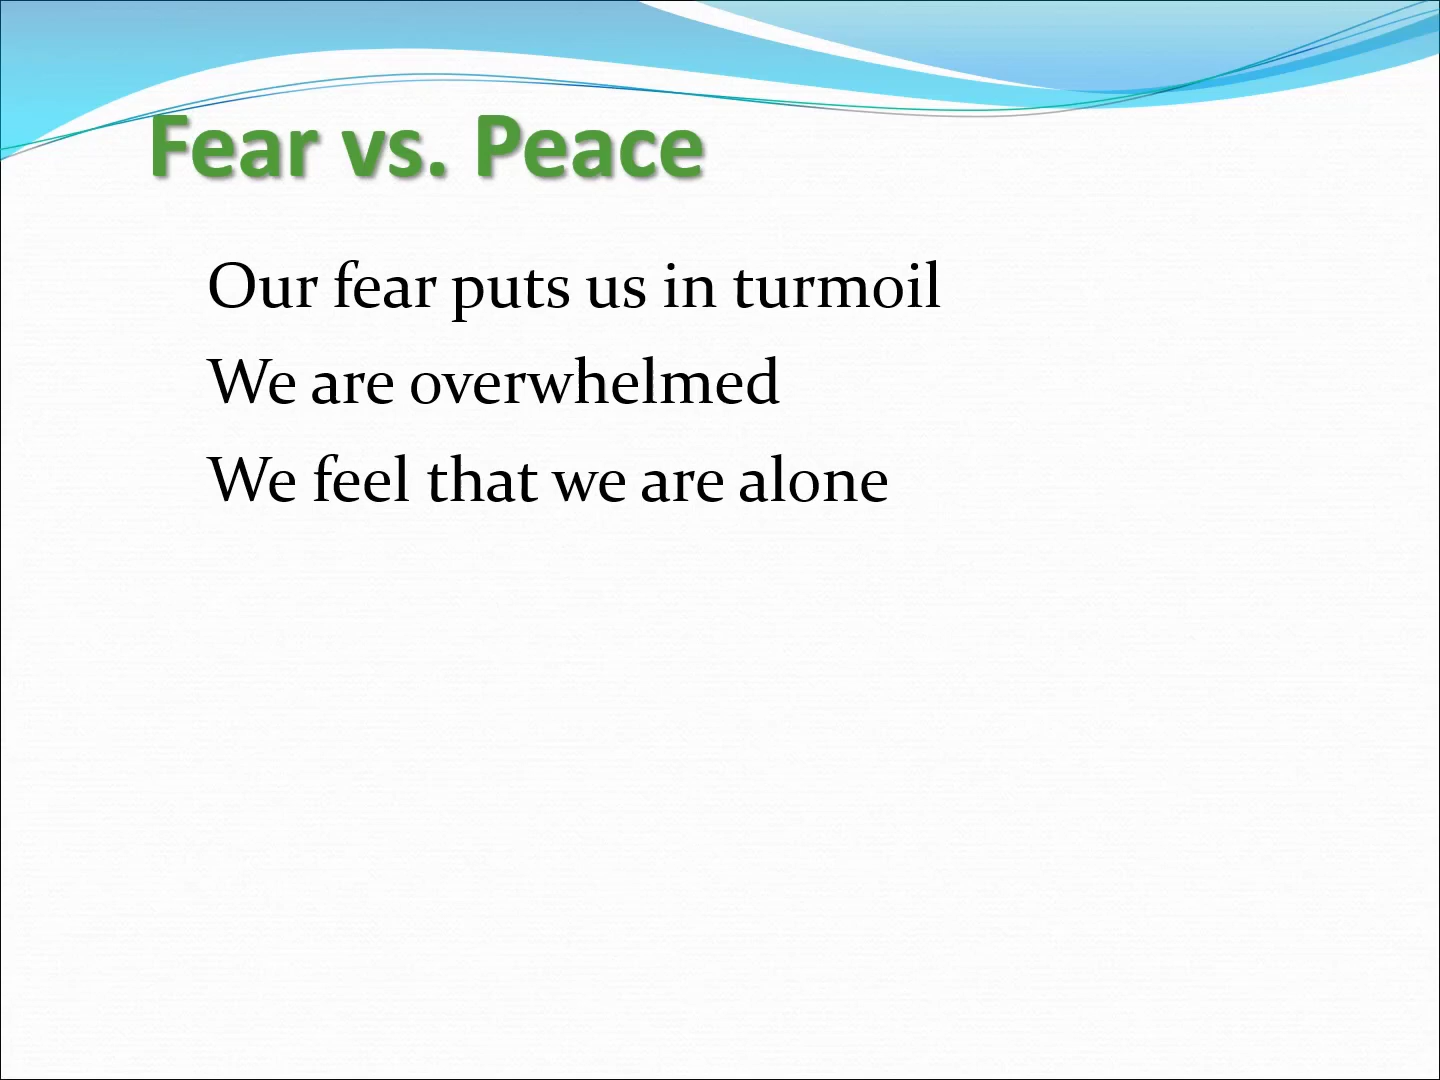 Fear vs. Peace
Our fear puts us in turmoil
We are overwhelmed
We feel that we are alone